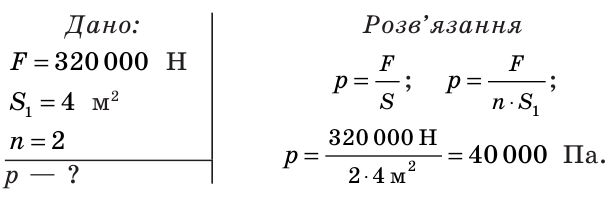 Дано:
F = 320 000 Н
S₁ = 4 м²
n = 2
p — ?
Розв’язання
p = F/S; p = F/(n · S₁);
p = 320 000 Н/(2 · 4 м²) = 40 000 Па.